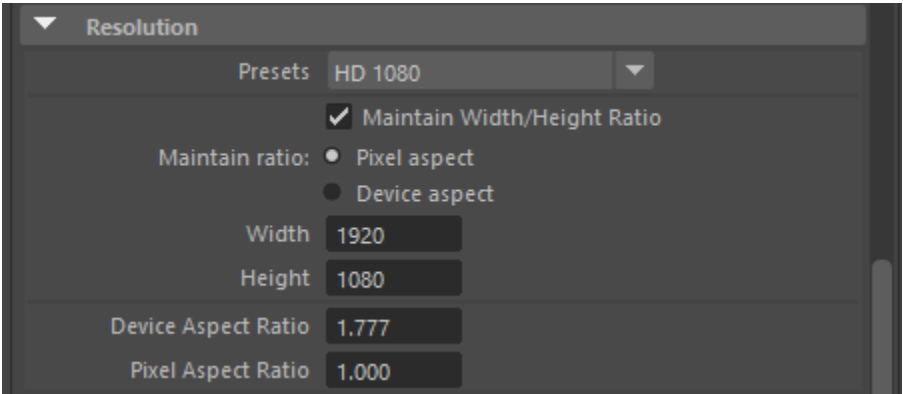 Resolution
Presets HD 1080
Maintain Width/Height Ratio
Maintain ratio: Pixel aspect
Device aspect
Width 1920
Height 1080
Device Aspect Ratio 1.777
Pixel Aspect Ratio 1.000